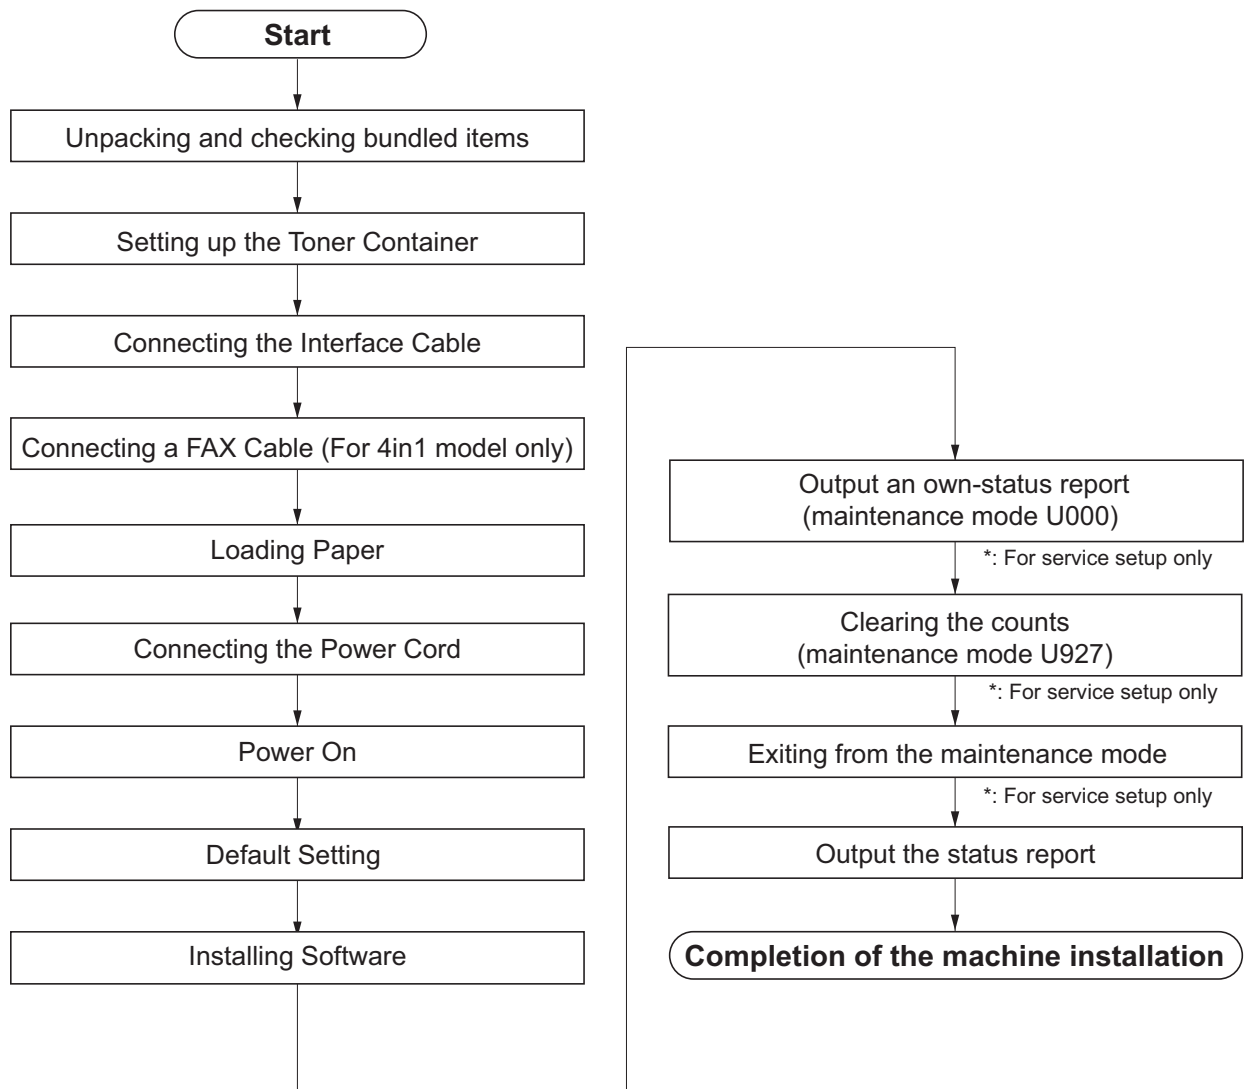 Start
Unpacking and checking bundled items
Setting up the Toner Container
Connecting the Interface Cable
Connecting a FAX Cable (For 4in1 model only)
Loading Paper
Connecting the Power Cord
Power On
Default Setting
Installing Software
Output an own-status report
(maintenance mode U000)
*: For service setup only
Clearing the counts
(maintenance mode U927)
*: For service setup only
Exiting from the maintenance mode
*: For service setup only
Output the status report
Completion of the machine installation